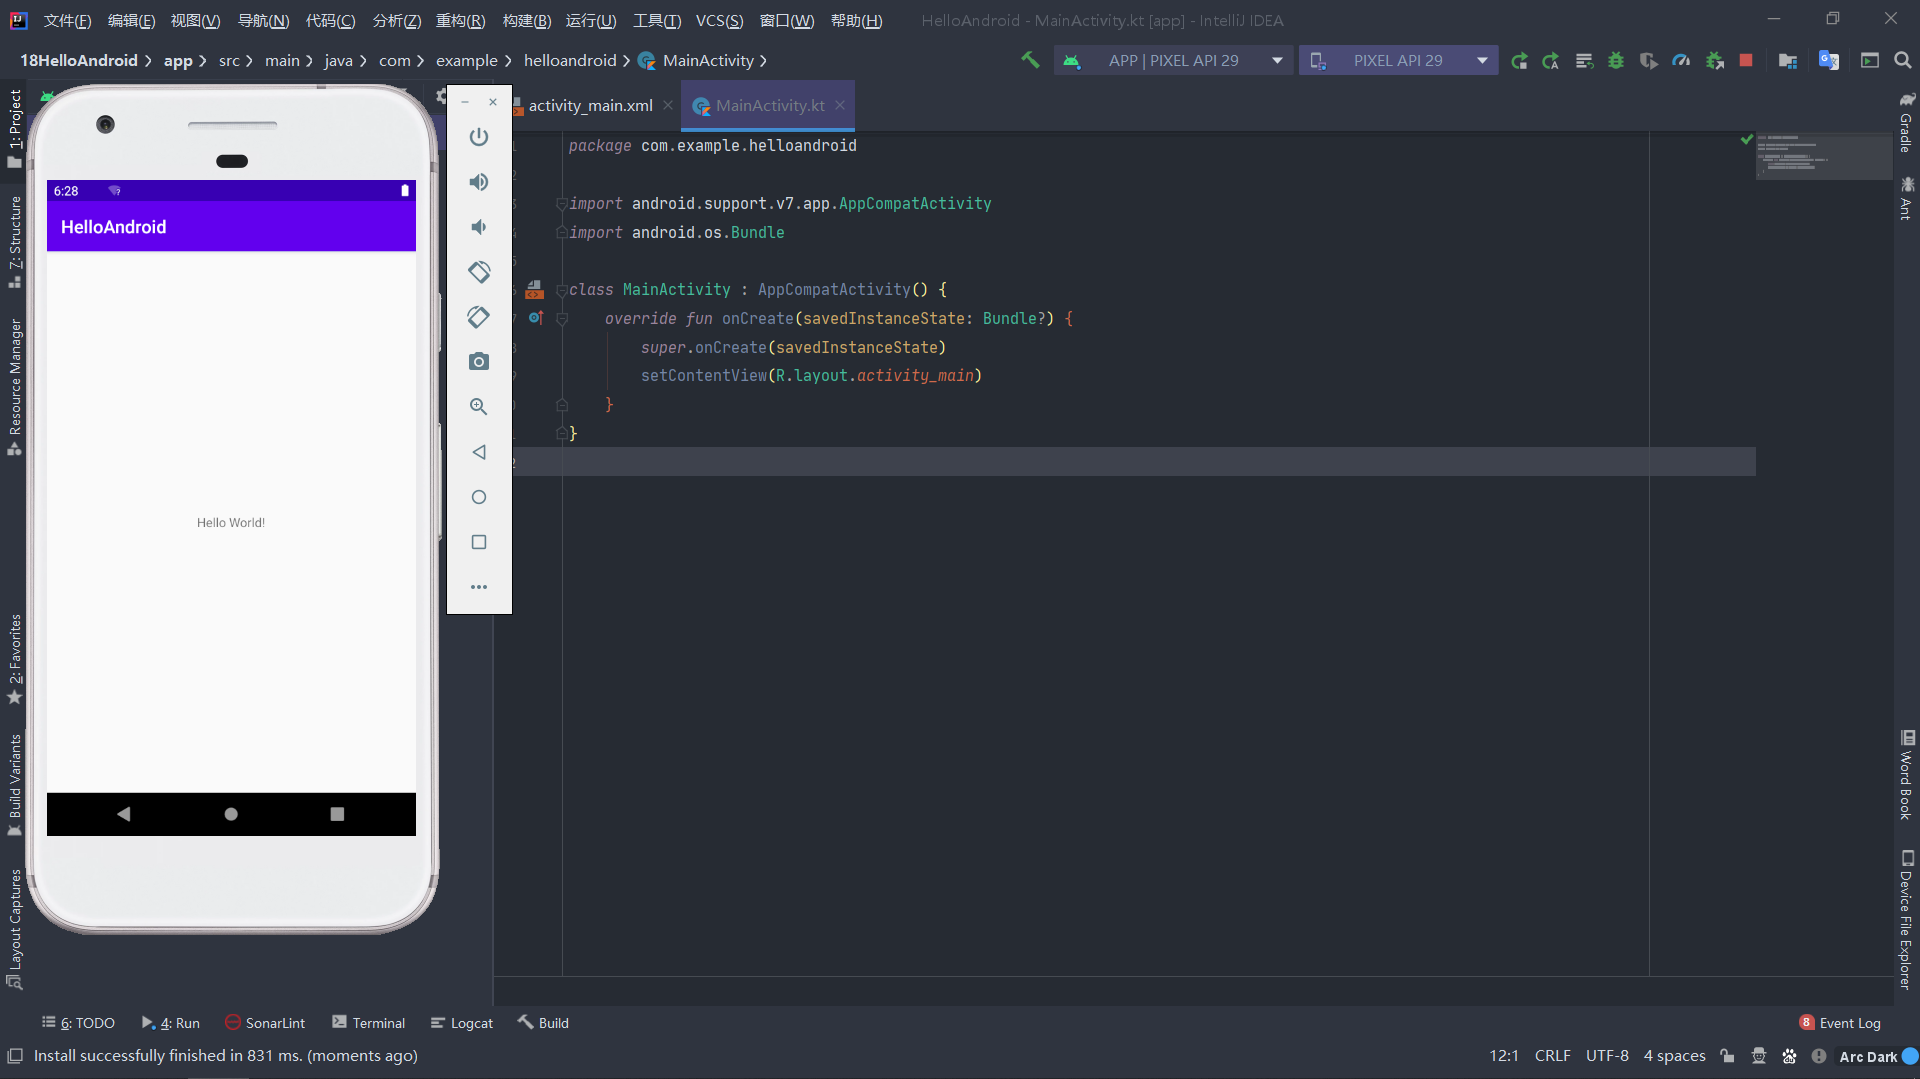 文件(F) 编辑(E) 视图(V) 导航(N) 代码(C) 分析(Z) 重构(R) 构建(B) 运行(U) 工具(T) VCS(S) 窗口(W) 帮助(H) HelloAndroid - MainActivity.kt [app] - IntelliJ IDEA
18HelloAndroid app src main java com example helloandroid MainActivity APP | PIXEL API 29 PIXEL API 29
activity_main.xml MainActivity.kt
1: Project
Z: Structure
Resource Manager
2: Favorites
Build Variants
Layout Captures
6:28
HelloAndroid
Hello World!
package com.example.helloandroid
import android.support.v7.app.AppCompatActivity
import android.os.Bundle
class MainActivity : AppCompatActivity() {
override fun onCreate(savedInstanceState: Bundle?) {
super.onCreate(savedInstanceState)
setContentView(R.layout.activity_main)
}
}
Gradle
Ant
Word Book
Device File Explorer
6: TODO 4: Run SonarLint Terminal Logcat Build 8 Event Log
Install successfully finished in 831 ms. (moments ago) 12:1 CRLF UTF-8 4 spaces Arc Dark